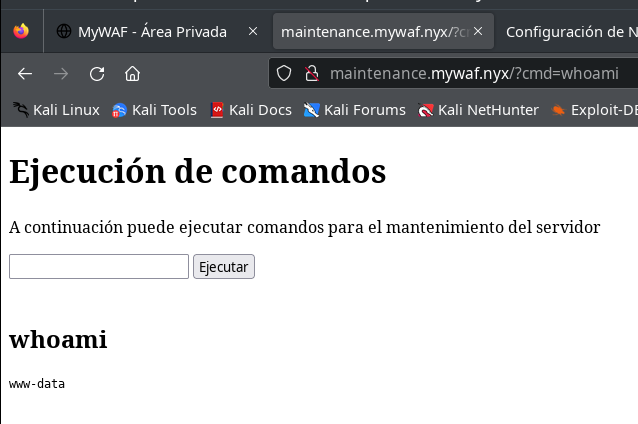 MyWAF - Área Privada
maintenance.mywaf.nyx/?c
Configuración de N
maintenance.mywaf.nyx/?cmd=whoami
Kali Linux Kali Tools Kali Docs Kali Forums Kali NetHunter Exploit-DB
Ejecución de comandos
A continuación puede ejecutar comandos para el mantenimiento del servidor
Ejecutar
whoami
www-data